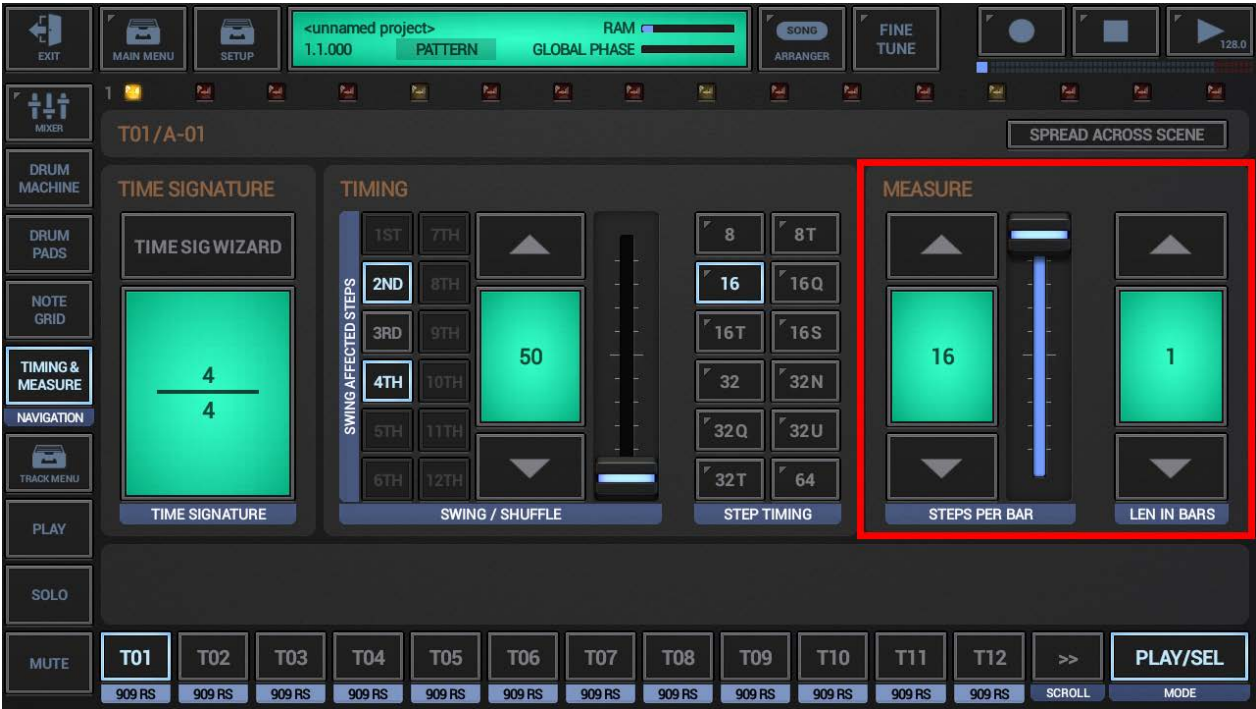 EXIT
MAIN MENU
SETUP
<unnamed project>
RAM
1.1.000
PATTERN
GLOBAL PHASE
SONG
ARRANGER
FINE
TUNE
128.0
MIXER
1
T01/A-01
SPREAD ACROSS SCENE
DRUM
MACHINE
DRUM
PADS
NOTE
GRID
TIMING &
MEASURE
NAVIGATION
TRACK MENU
PLAY
SOLO
MUTE
TIME SIGNATURE
TIME SIG WIZARD
4
4
TIME SIGNATURE
TIMING
SWING AFFECTED STEPS
1ST 7TH
2ND 8TH
3RD 9TH
4TH 10TH
5TH 11TH
6TH 12TH
50
SWING / SHUFFLE
8 8T
16 16Q
16T 16S
32 32N
32Q 32U
32T 64
STEP TIMING
MEASURE
16
STEPS PER BAR
1
LEN IN BARS
T01 T02 T03 T04 T05 T06 T07 T08 T09 T10 T11 T12 >> PLAY/SEL
909 RS 909 RS 909 RS 909 RS 909 RS 909 RS 909 RS 909 RS 909 RS 909 RS 909 RS 909 RS SCROLL MODE